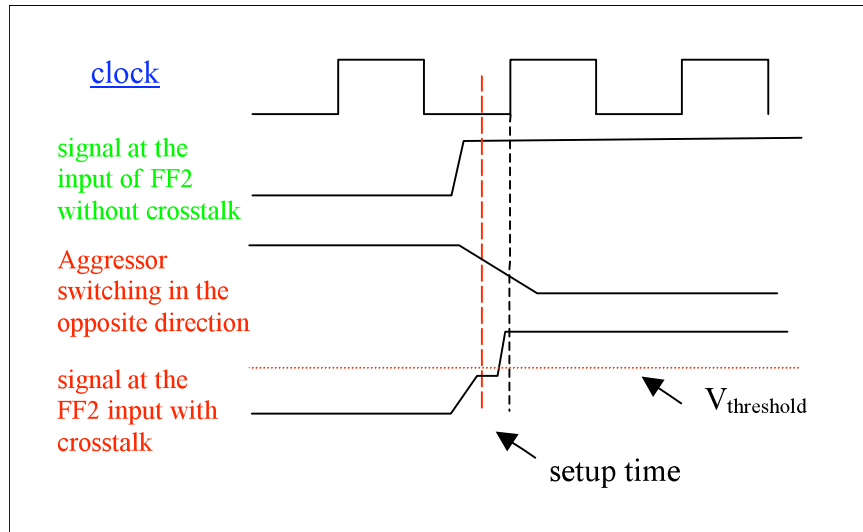 clock
signal at the
input of FF2
without crosstalk
Aggressor
switching in the
opposite direction
signal at the
FF2 input with
crosstalk
Vthreshold
setup time